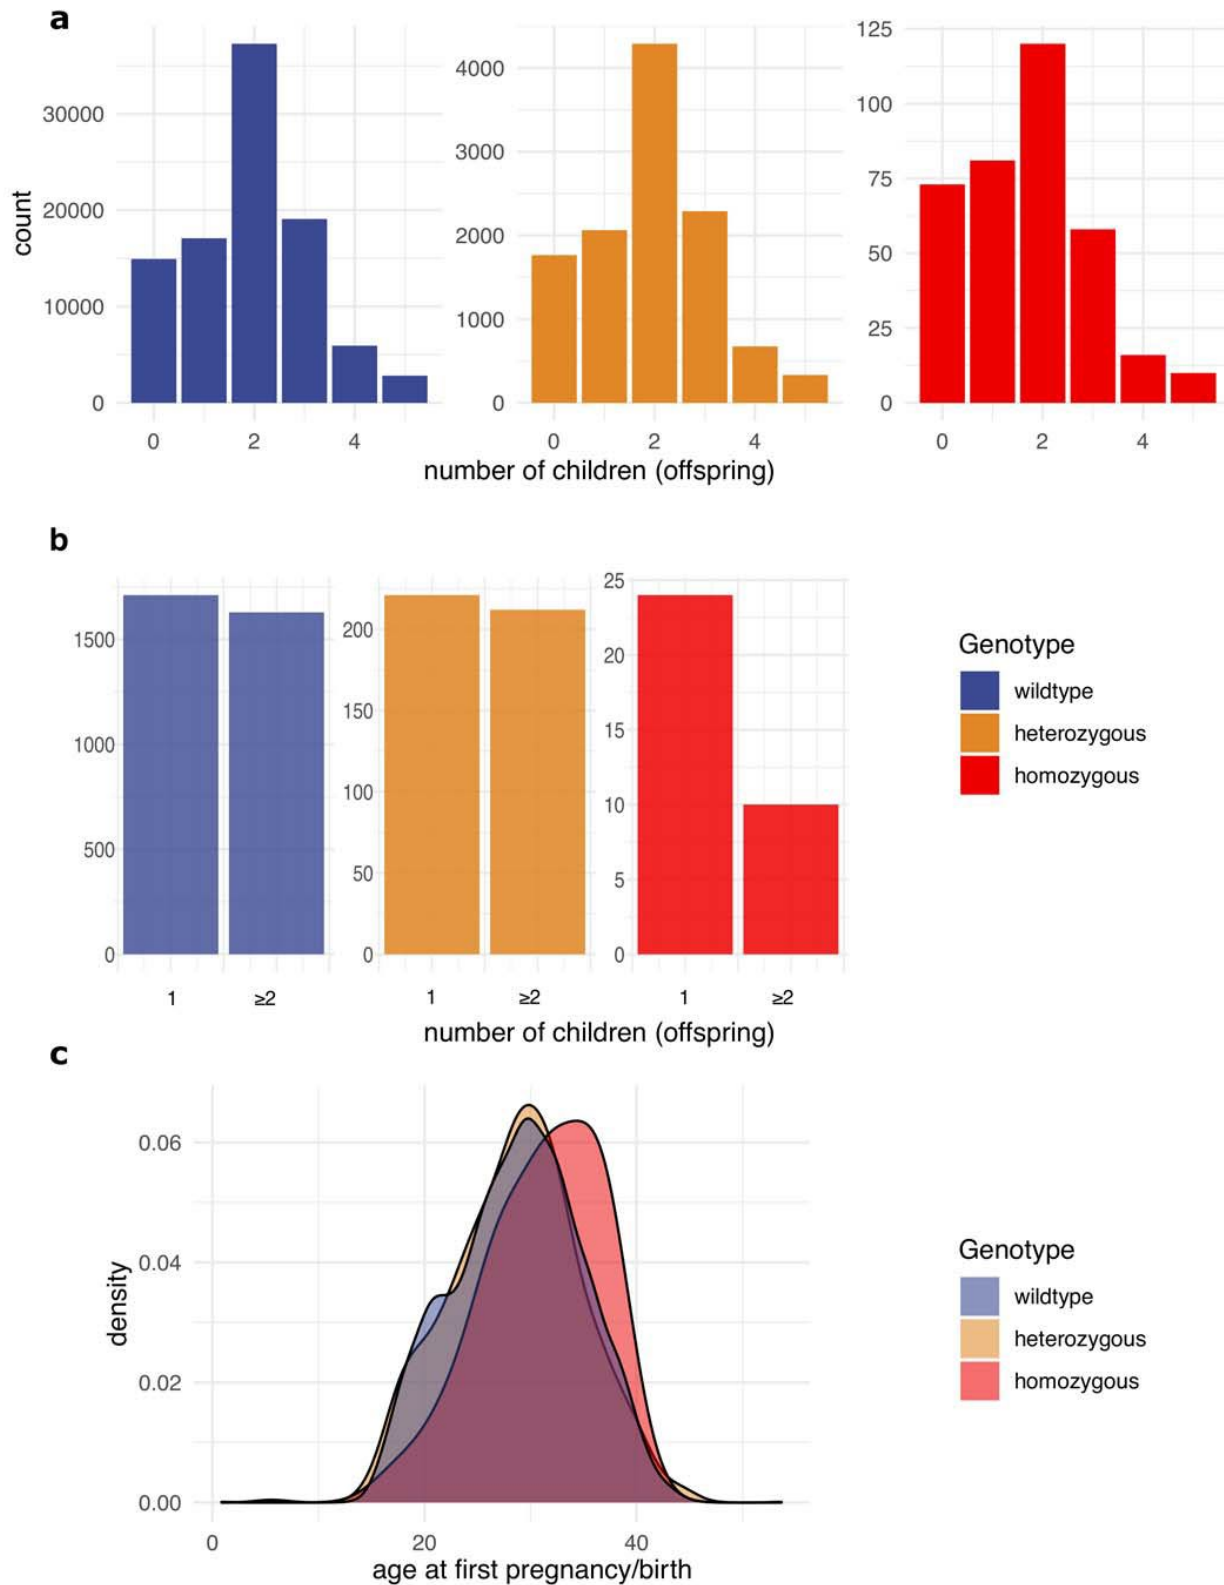 a
30000
20000
10000
0
count
0 2 4
4000
3000
2000
1000
0
0 2 4
125
100
75
50
25
0
0 2 4
number of children (offspring)
b
1500
1000
500
0
1 ≥2
200
150
100
50
0
1 ≥2
25
20
15
10
5
0
1 ≥2
number of children (offspring)
Genotype
wildtype
heterozygous
homozygous
c
0.06
0.04
0.02
0.00
density
0 20 40
age at first pregnancy/birth
Genotype
wildtype
heterozygous
homozygous